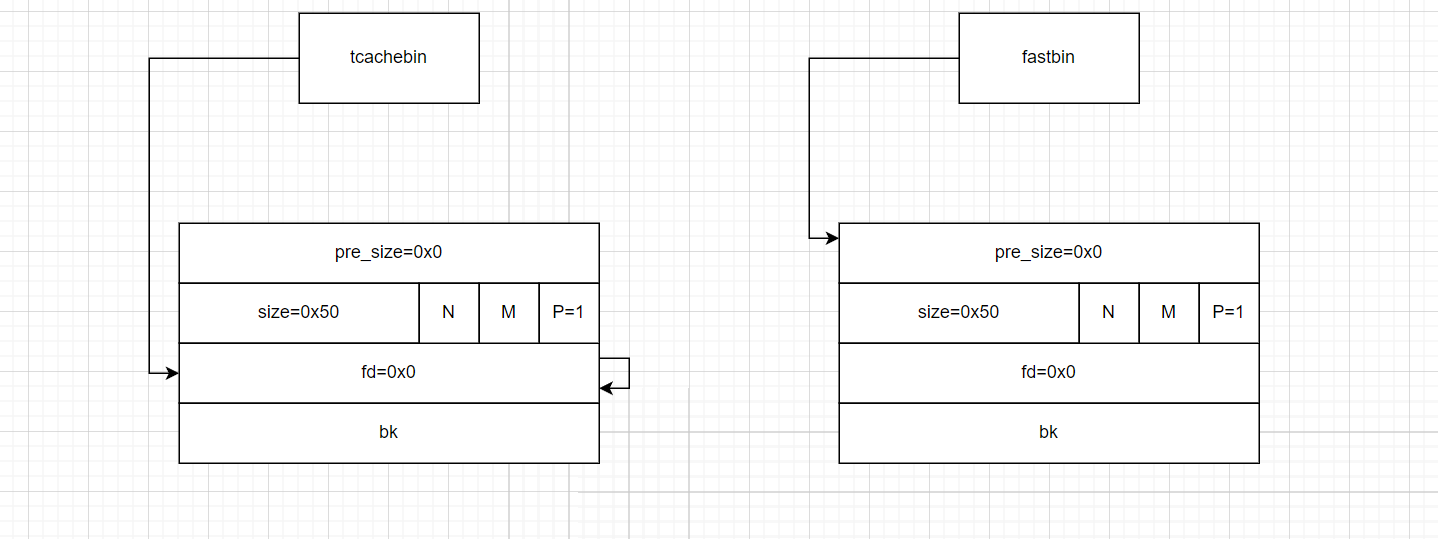 tcachebin
fastbin
pre_size=0x0
pre_size=0x0
size=0x50 N M P=1
size=0x50 N M P=1
fd=0x0
fd=0x0
bk
bk